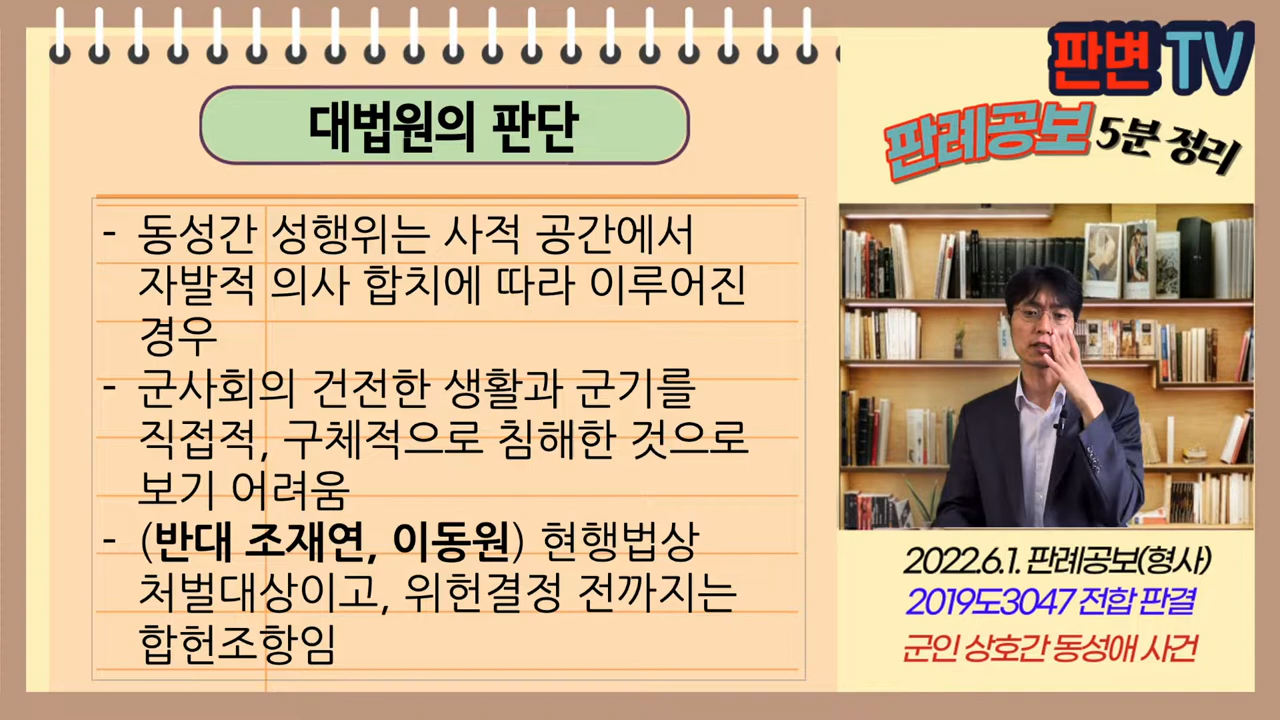 대법원의 판단
- 동성간 성행위는 사적 공간에서
자발적 의사 합치에 따라 이루어진
경우
- 군사회의 건전한 생활과 군기를
직접적, 구체적으로 침해한 것으로
보기 어려움
- (반대 조재연, 이동원) 현행법상
처벌대상이고, 위헌결정 전까지는
합헌조항임
판변 TV
판례공보 5분 정리
2022.6.1. 판례공보(형사)
2019도3047 전합 판결
군인 상호간 동성애 사건